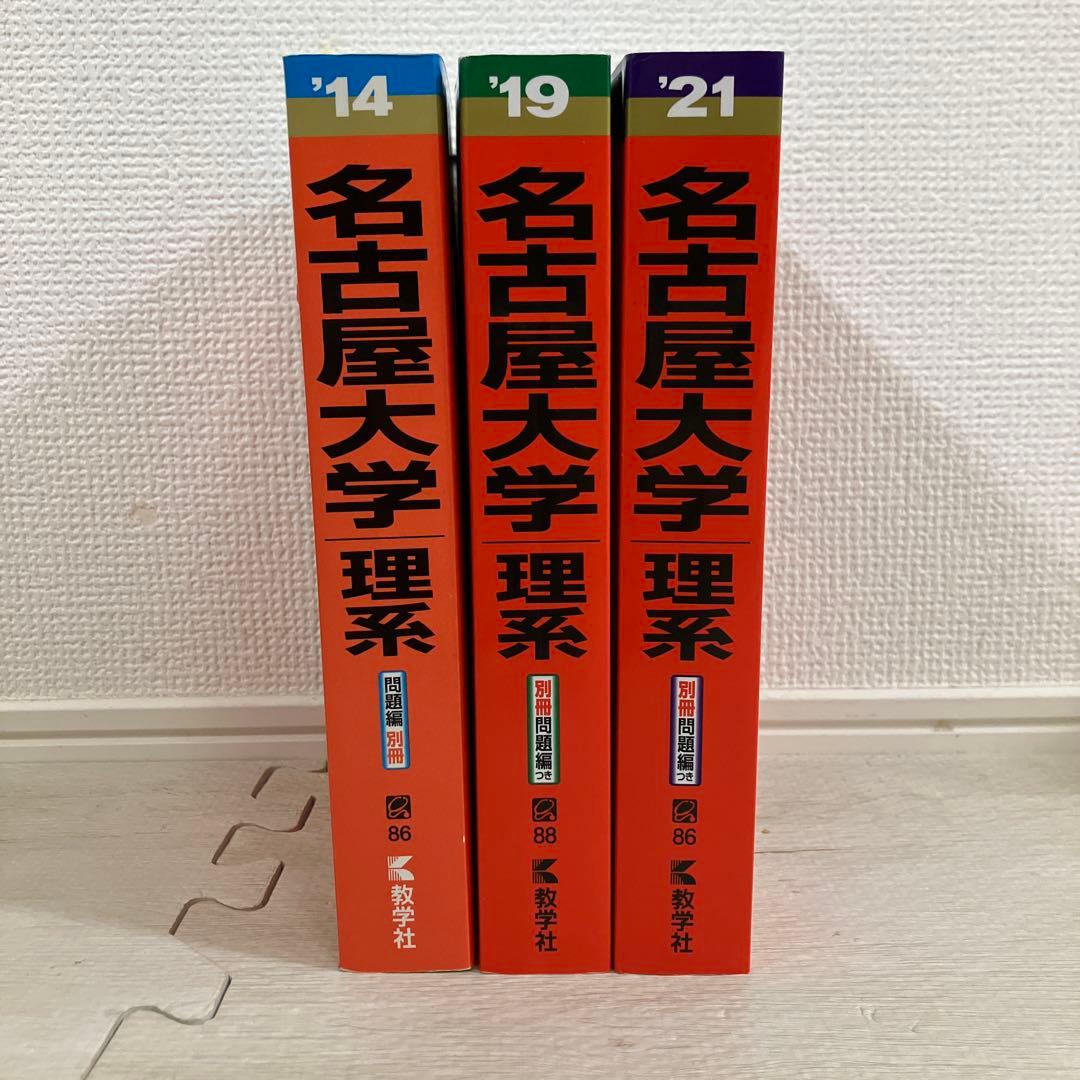 ’14
名古屋大学
理系
問題編 別冊
86
教学社
’19
名古屋大学
理系
別冊問題編つき
88
教学社
’21
名古屋大学
理系
別冊問題編つき
86
教学社